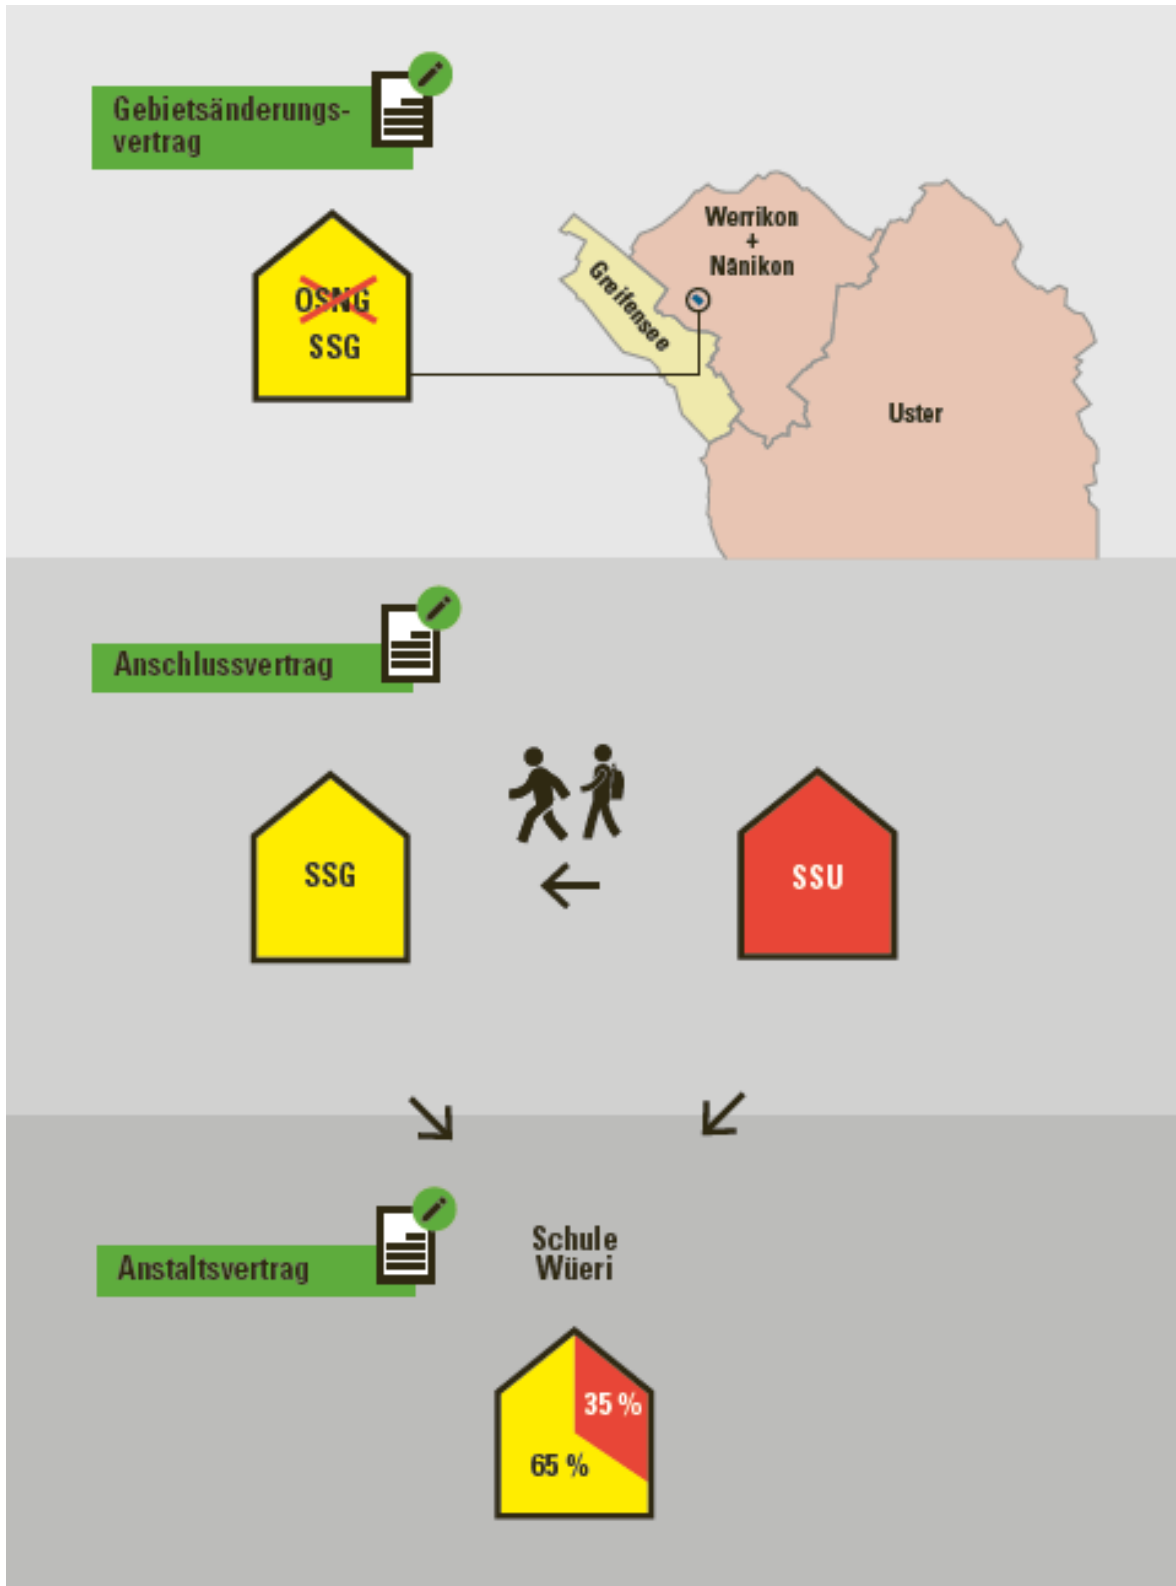 Gebietsänderungs-
vertrag
OSNG
SSG
Werrikon
+
Nänikon
Greifensee
Uster
Anschlussvertrag
SSG
SSU
Anstaltsvertrag
Schule
Wüeri
35 %
65 %